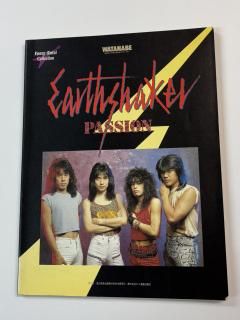 WATANABE
Heavy Metal
Collection
Earthshaker
PASSION